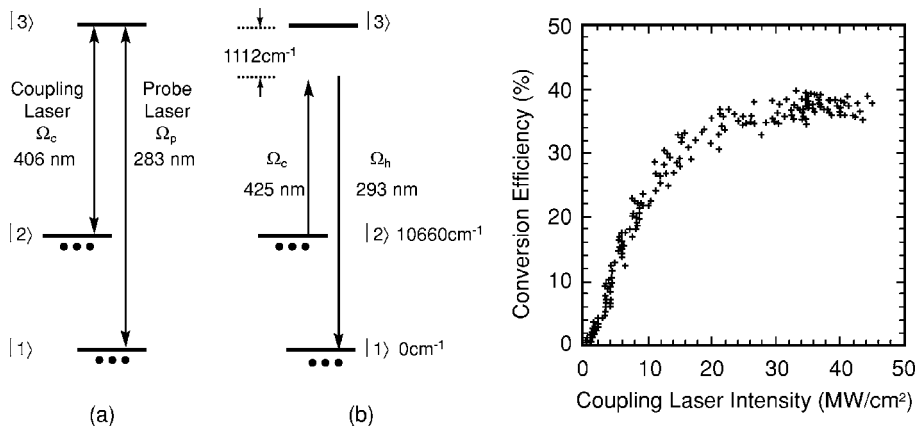 |3⟩
Coupling
Laser
Ωc
406 nm
Probe
Laser
Ωp
283 nm
|2⟩
|1⟩
(a)
|3⟩
1112cm⁻¹
Ωc
425 nm
Ωh
293 nm
|2⟩ 10660cm⁻¹
|1⟩ 0cm⁻¹
(b)
Conversion Efficiency (%)
50
40
30
20
10
0
0 10 20 30 40 50
Coupling Laser Intensity (MW/cm²)